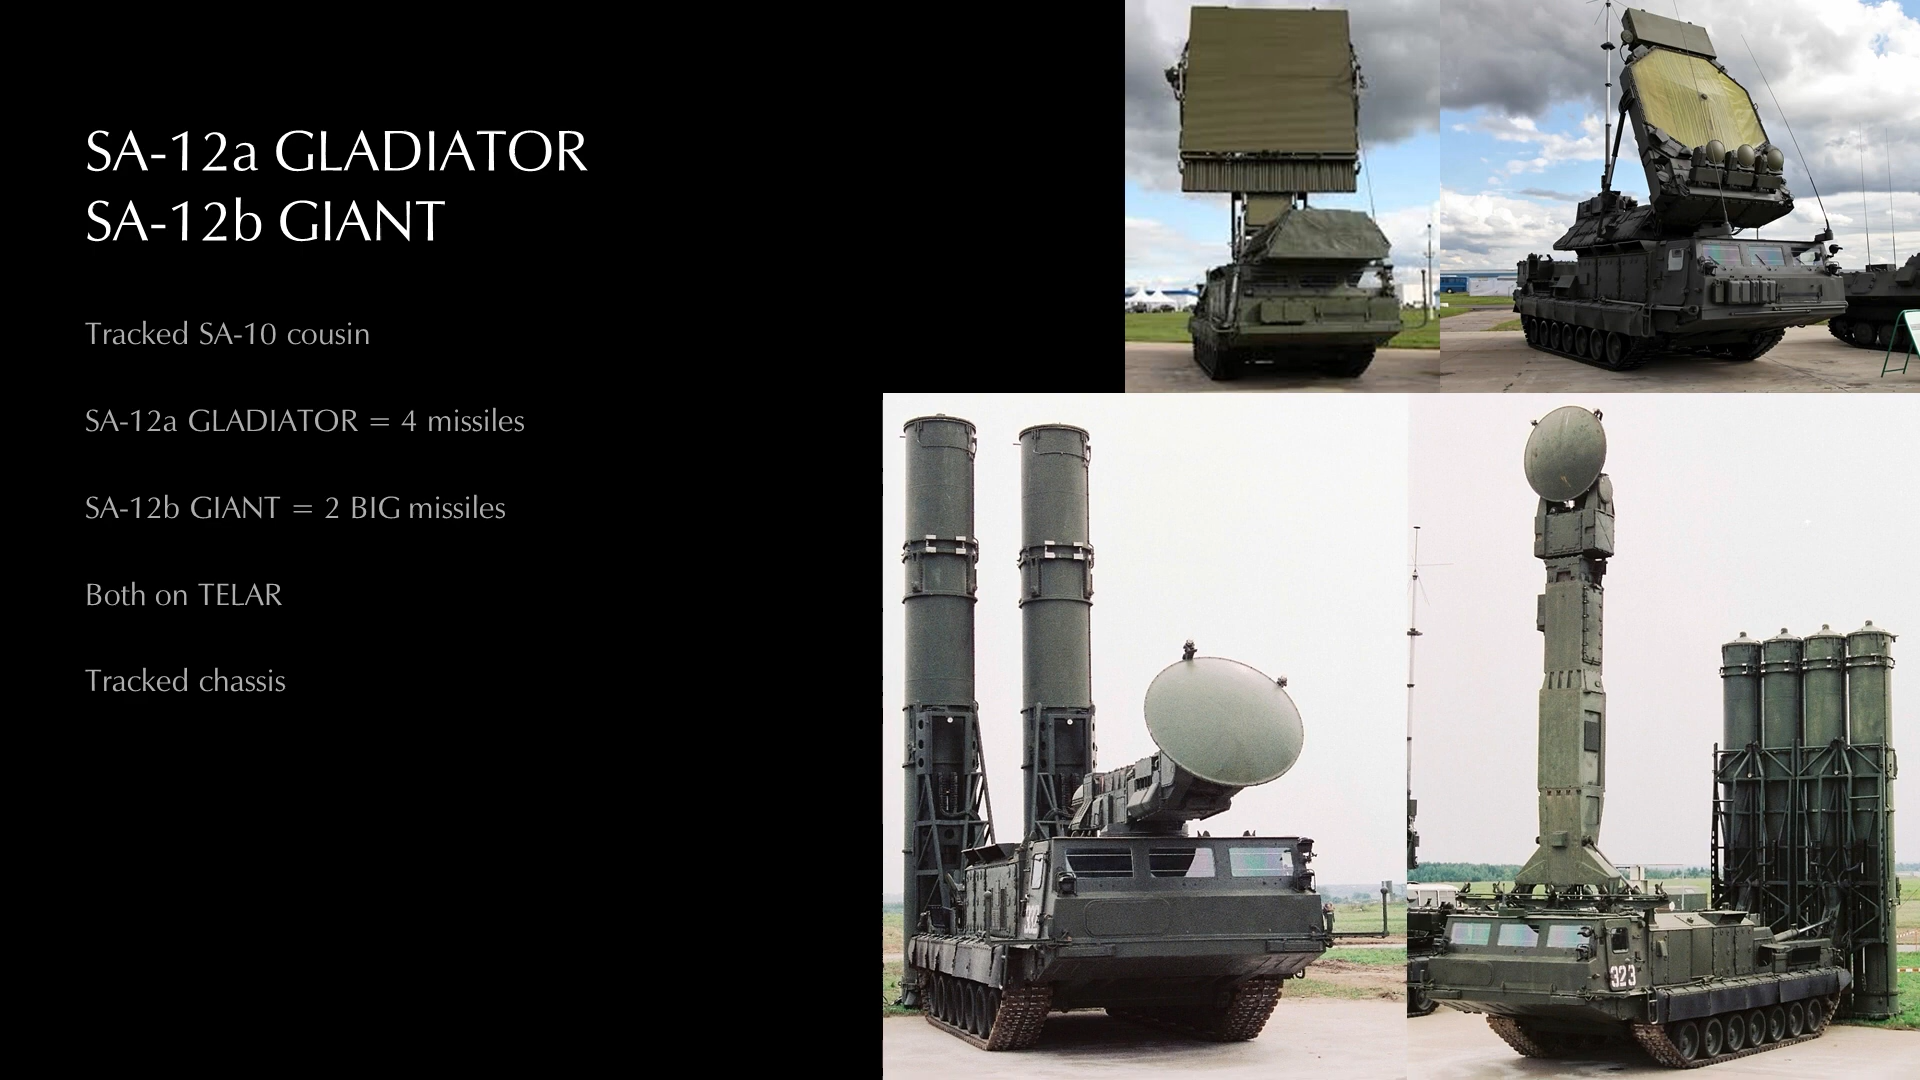 SA-12a GLADIATOR
SA-12b GIANT
Tracked SA-10 cousin
SA-12a GLADIATOR = 4 missiles
SA-12b GIANT = 2 BIG missiles
Both on TELAR
Tracked chassis
323